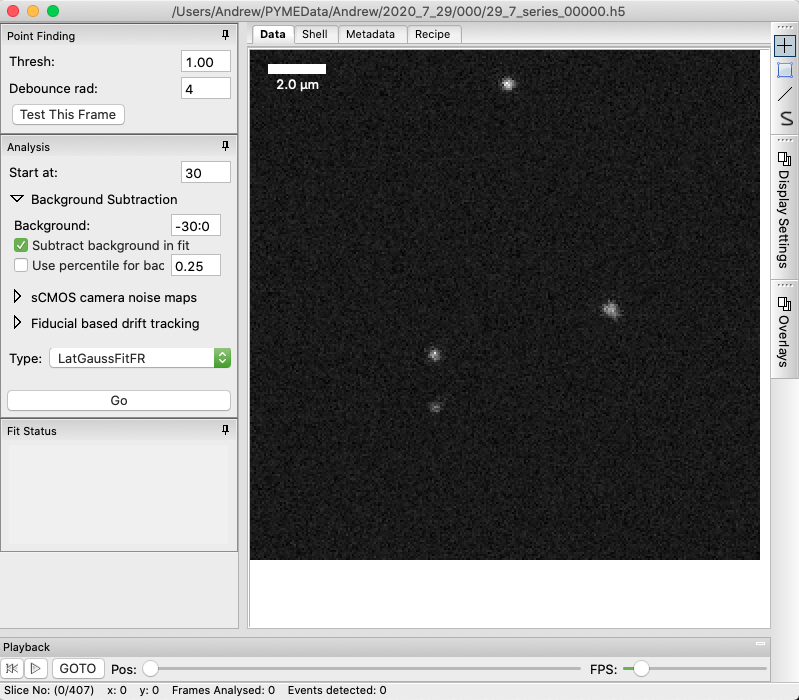 /Users/Andrew/PYMEData/Andrew/2020_7_29/000/29_7_series_00000.h5
Point Finding
Thresh: 1.00
Debounce rad: 4
Test This Frame
Analysis
Start at: 30
Background Subtraction
Background: -30:0
Subtract background in fit
Use percentile for bac 0.25
sCMOS camera noise maps
Fiducial based drift tracking
Type: LatGaussFitFR
Go
Fit Status
Data Shell Metadata Recipe
2.0 µm
Display Settings
Overlays
Playback
GOTO Pos: FPS:
Slice No: (0/407) x: 0 y: 0 Frames Analysed: 0 Events detected: 0